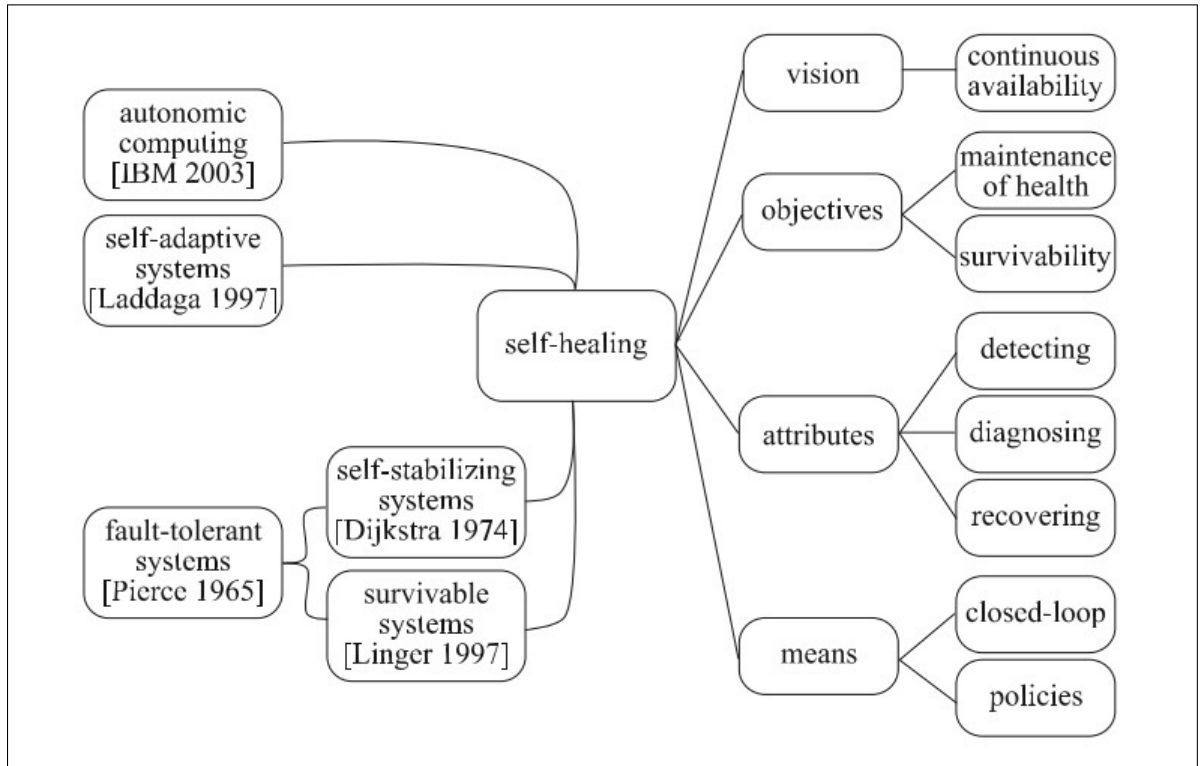 autonomic
computing
[IBM 2003]
self-adaptive
systems
[Laddaga 1997]
fault-tolerant
systems
[Pierce 1965]
self-stabilizing
systems
[Dijkstra 1974]
survivable
systems
[Linger 1997]
self-healing
vision
continuous
availability
objectives
maintenance
of health
survivability
attributes
detecting
diagnosing
recovering
means
closed-loop
policies